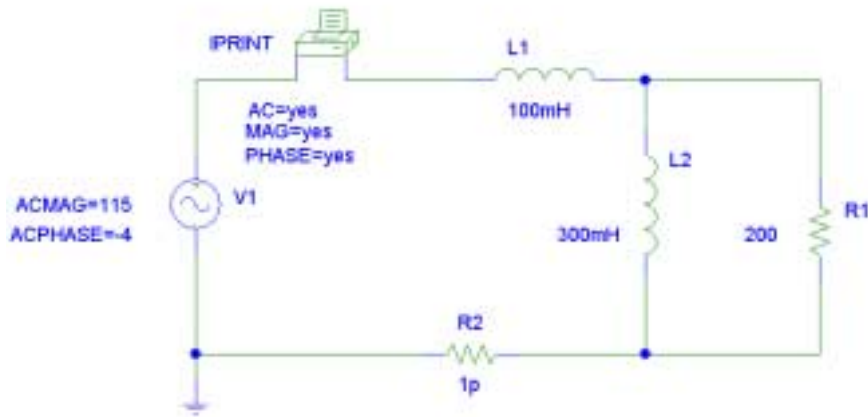 IPRINT
L1
AC=yes
MAG=yes
PHASE=yes
100mH
L2
ACMAG=115
ACPHASE=-4
V1
300mH
200
R1
R2
1p